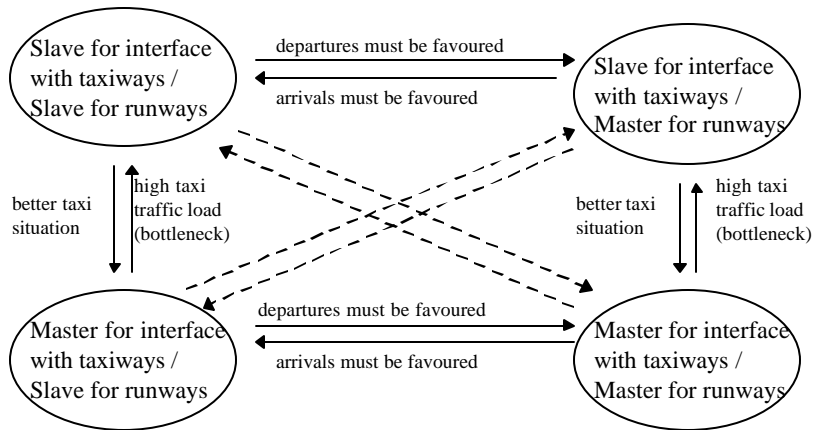 Slave for interface
with taxiways /
Slave for runways
departures must be favoured
arrivals must be favoured
Slave for interface
with taxiways /
Master for runways
better taxi
situation
high taxi
traffic load
(bottleneck)
better taxi
situation
high taxi
traffic load
(bottleneck)
Master for interface
with taxiways /
Slave for runways
departures must be favoured
arrivals must be favoured
Master for interface
with taxiways /
Master for runways